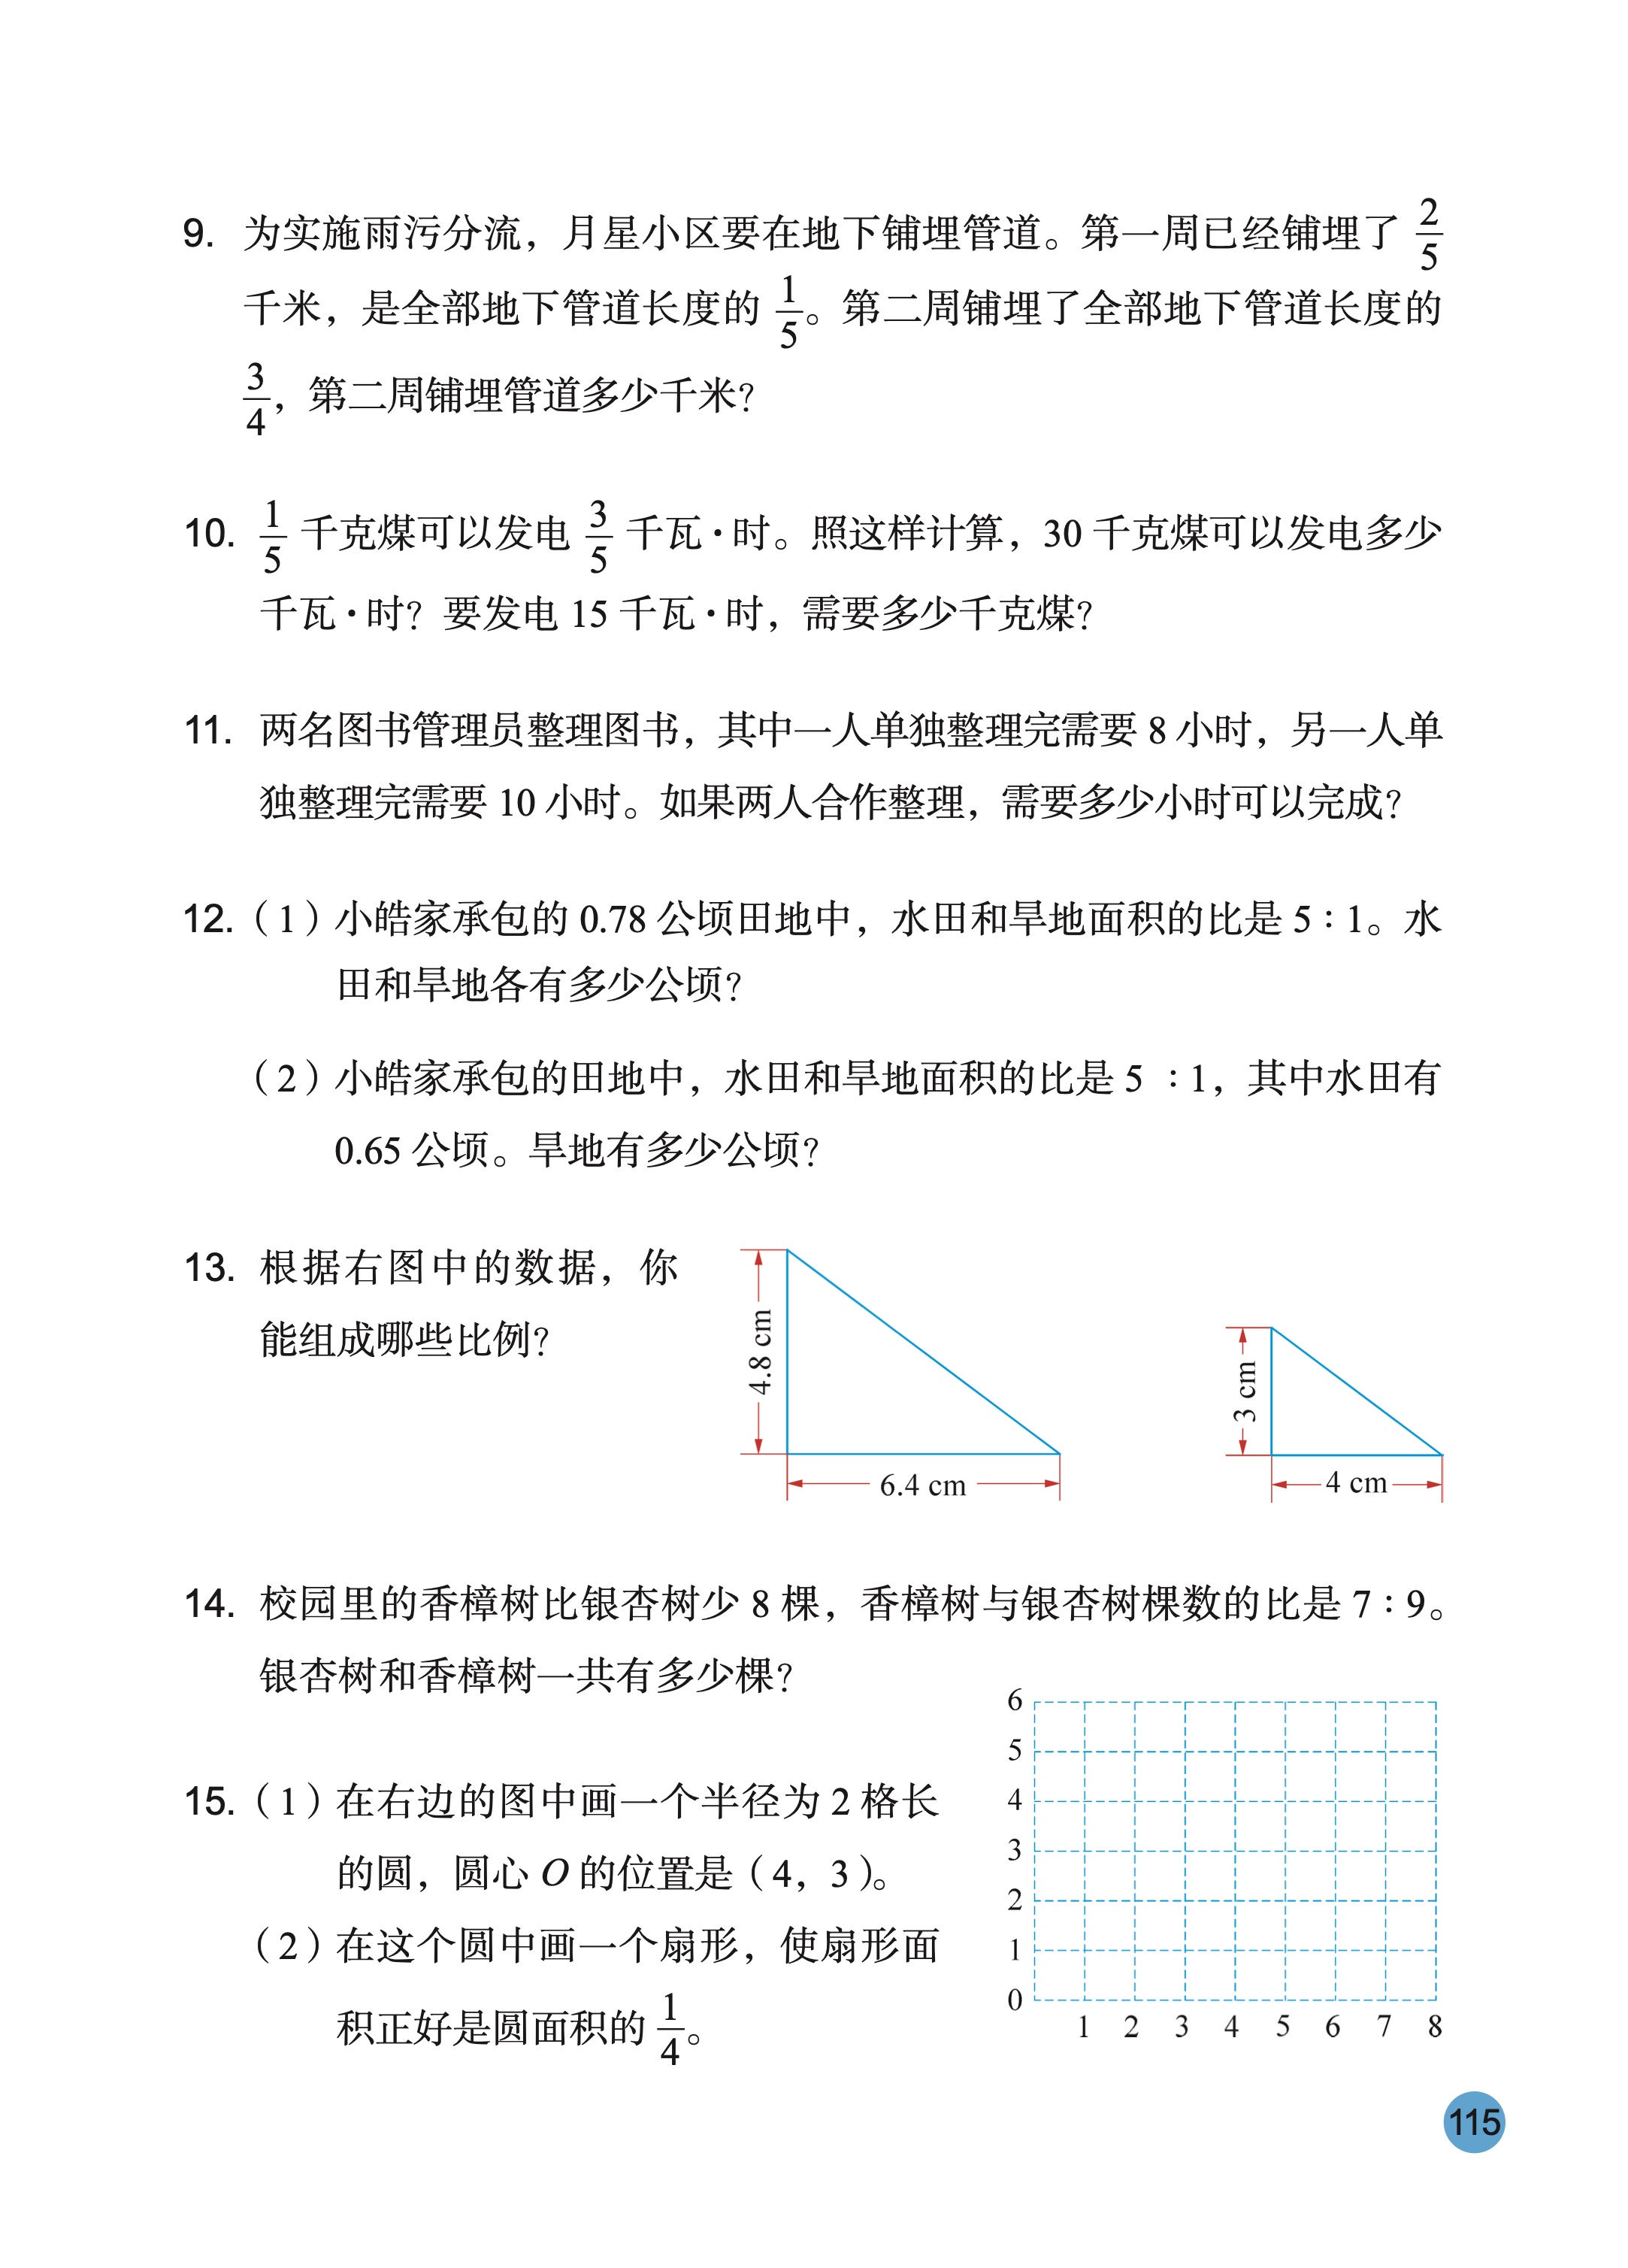 9. 为实施雨污分流，月星小区要在地下铺埋管道。第一周已经铺埋了 2/5
千米，是全部地下管道长度的 1/5。第二周铺埋了全部地下管道长度的
3/4，第二周铺埋管道多少千米？
10. 1/5 千克煤可以发电 3/5 千瓦·时。照这样计算，30 千克煤可以发电多少
千瓦·时？要发电 15 千瓦·时，需要多少千克煤？
11. 两名图书管理员整理图书，其中一人单独整理完需要 8 小时，另一人单
独整理完需要 10 小时。如果两人合作整理，需要多少小时可以完成？
12.（1）小皓家承包的 0.78 公顷田地中，水田和旱地面积的比是 5 : 1。水
田和旱地各有多少公顷？
（2）小皓家承包的田地中，水田和旱地面积的比是 5 : 1，其中水田有
0.65 公顷。旱地有多少公顷？
13. 根据右图中的数据，你
能组成哪些比例？
4.8 cm
6.4 cm
3 cm
4 cm
14. 校园里的香樟树比银杏树少 8 棵，香樟树与银杏树棵数的比是 7 : 9。
银杏树和香樟树一共有多少棵？
15.（1）在右边的图中画一个半径为 2 格长
的圆，圆心 O 的位置是（4，3）。
（2）在这个圆中画一个扇形，使扇形面
积正好是圆面积的 1/4。
6
5
4
3
2
1
0
1 2 3 4 5 6 7 8
115